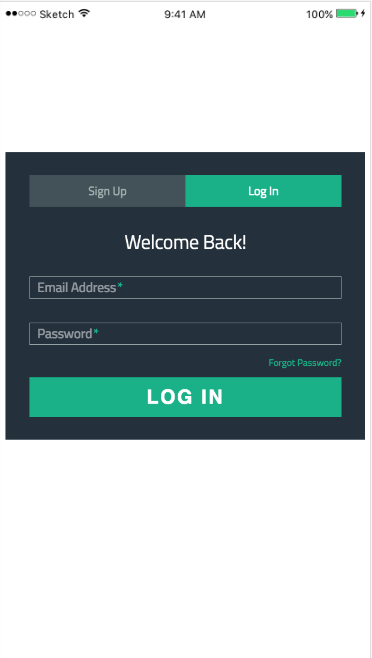 Sketch 9:41 AM 100%
Sign Up Log In
Welcome Back!
Email Address*
Password*
Forgot Password?
LOG IN